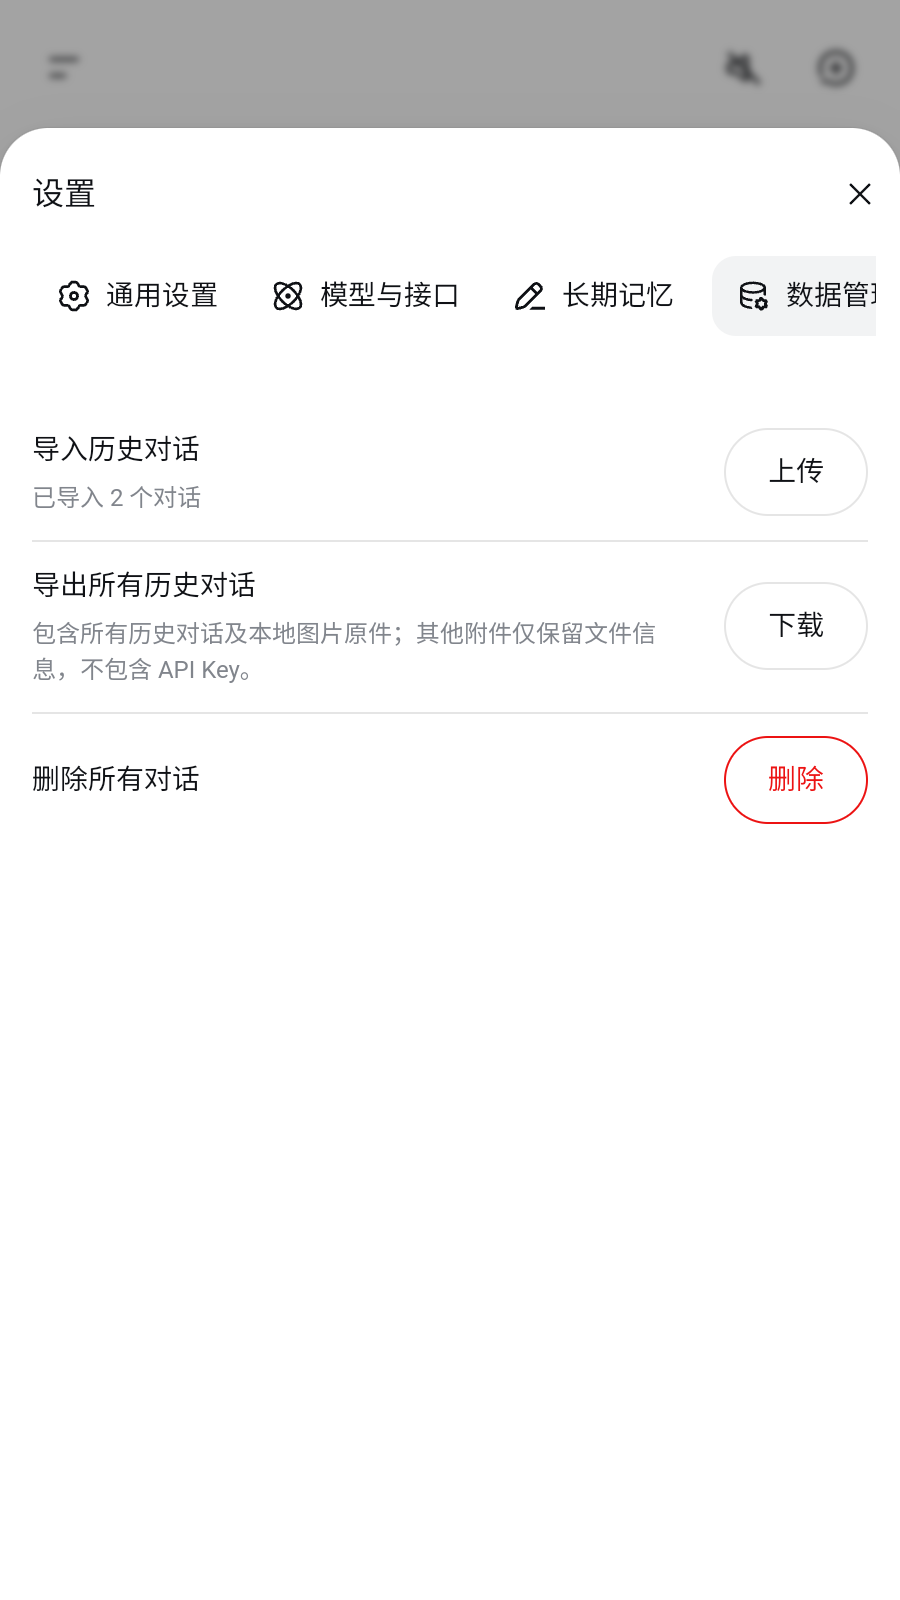 设置
通用设置 模型与接口 长期记忆 数据管理
导入历史对话
已导入 2 个对话
上传
导出所有历史对话
包含所有历史对话及本地图片原件；其他附件仅保留文件信
息，不包含 API Key。
下载
删除所有对话
删除